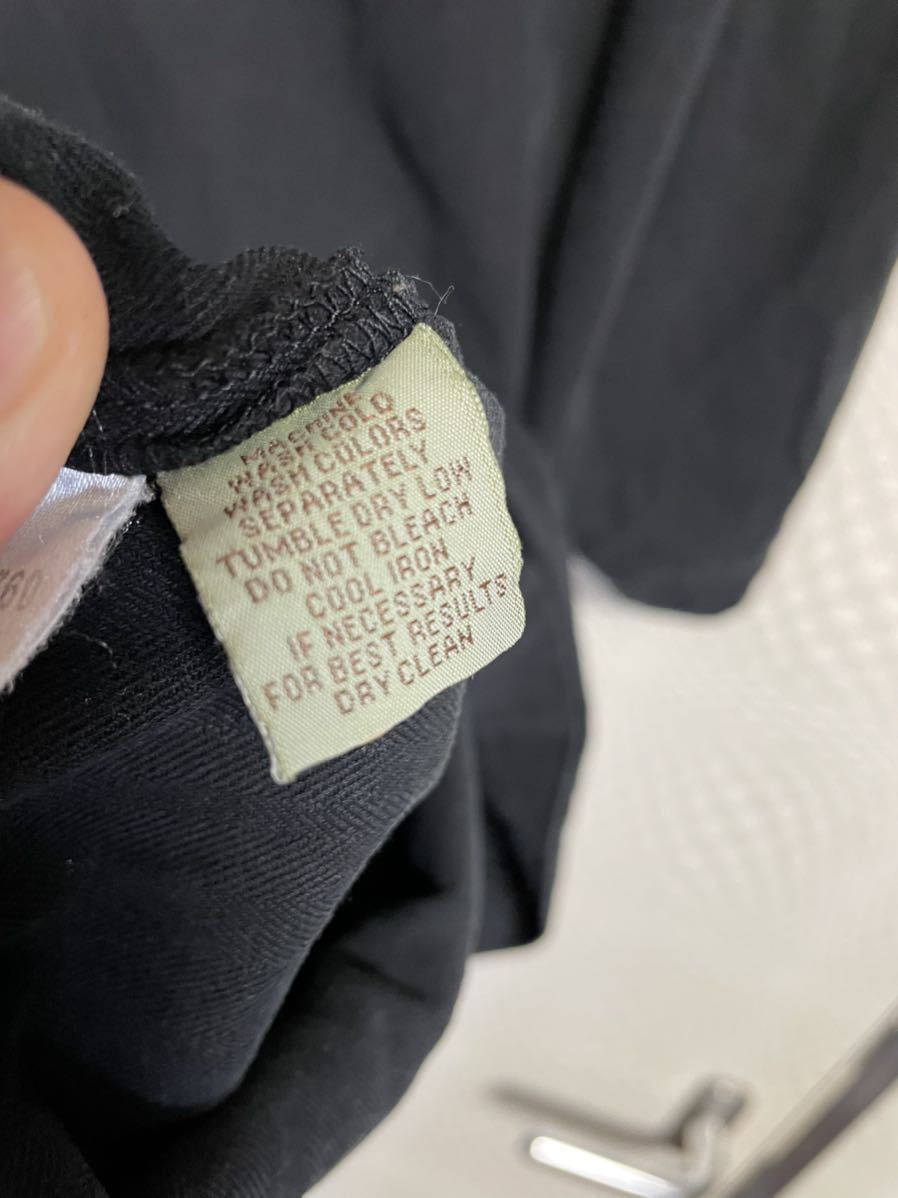 MACHINE
WASH COLD
WASH COLORS
SEPARATELY
TUMBLE DRY LOW
DO NOT BLEACH
COOL IRON
IF NECESSARY
FOR BEST RESULTS
DRY CLEAN